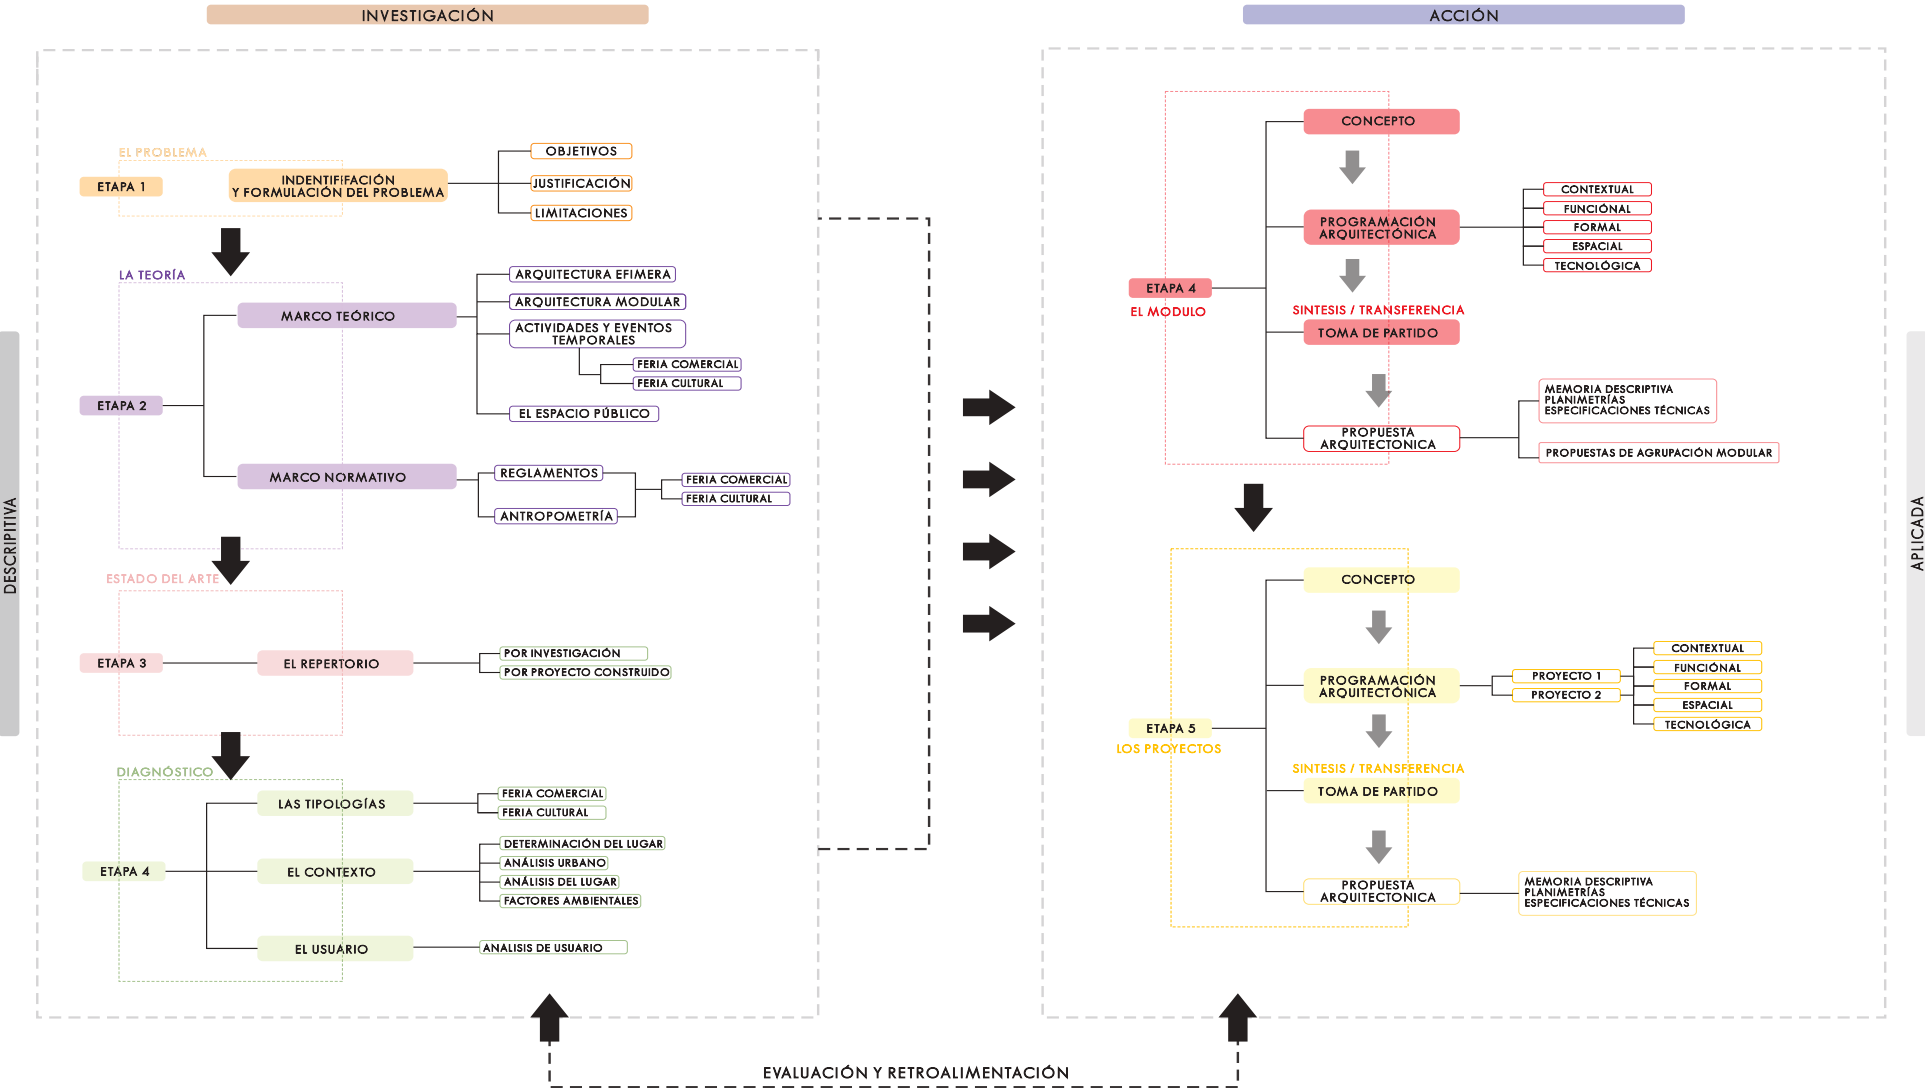 INVESTIGACIÓN
DESCRIPITIVA
EL PROBLEMA
ETAPA 1
INDENTIFIFACIÓN
Y FORMULACIÓN DEL PROBLEMA
OBJETIVOS
JUSTIFICACIÓN
LIMITACIONES
LA TEORÍA
ETAPA 2
MARCO TEÓRICO
ARQUITECTURA EFIMERA
ARQUITECTURA MODULAR
ACTIVIDADES Y EVENTOS
TEMPORALES
FERIA COMERCIAL
FERIA CULTURAL
EL ESPACIO PÚBLICO
MARCO NORMATIVO
REGLAMENTOS
ANTROPOMETRÍA
FERIA COMERCIAL
FERIA CULTURAL
ESTADO DEL ARTE
ETAPA 3
EL REPERTORIO
POR INVESTIGACIÓN
POR PROYECTO CONSTRUIDO
DIAGNÓSTICO
ETAPA 4
LAS TIPOLOGÍAS
FERIA COMERCIAL
FERIA CULTURAL
EL CONTEXTO
DETERMINACIÓN DEL LUGAR
ANÁLISIS URBANO
ANÁLISIS DEL LUGAR
FACTORES AMBIENTALES
EL USUARIO
ANALISIS DE USUARIO
ACCIÓN
APLICADA
ETAPA 4
EL MODULO
CONCEPTO
PROGRAMACIÓN
ARQUITECTÓNICA
CONTEXTUAL
FUNCIÓNAL
FORMAL
ESPACIAL
TECNOLÓGICA
SINTESIS / TRANSFERENCIA
TOMA DE PARTIDO
PROPUESTA
ARQUITECTONICA
MEMORIA DESCRIPTIVA
PLANIMETRÍAS
ESPECIFICACIONES TÉCNICAS
PROPUESTAS DE AGRUPACIÓN MODULAR
ETAPA 5
LOS PROYECTOS
CONCEPTO
PROGRAMACIÓN
ARQUITECTÓNICA
PROYECTO 1
PROYECTO 2
CONTEXTUAL
FUNCIÓNAL
FORMAL
ESPACIAL
TECNOLÓGICA
SINTESIS / TRANSFERENCIA
TOMA DE PARTIDO
PROPUESTA
ARQUITECTONICA
MEMORIA DESCRIPTIVA
PLANIMETRÍAS
ESPECIFICACIONES TÉCNICAS
EVALUACIÓN Y RETROALIMENTACIÓN